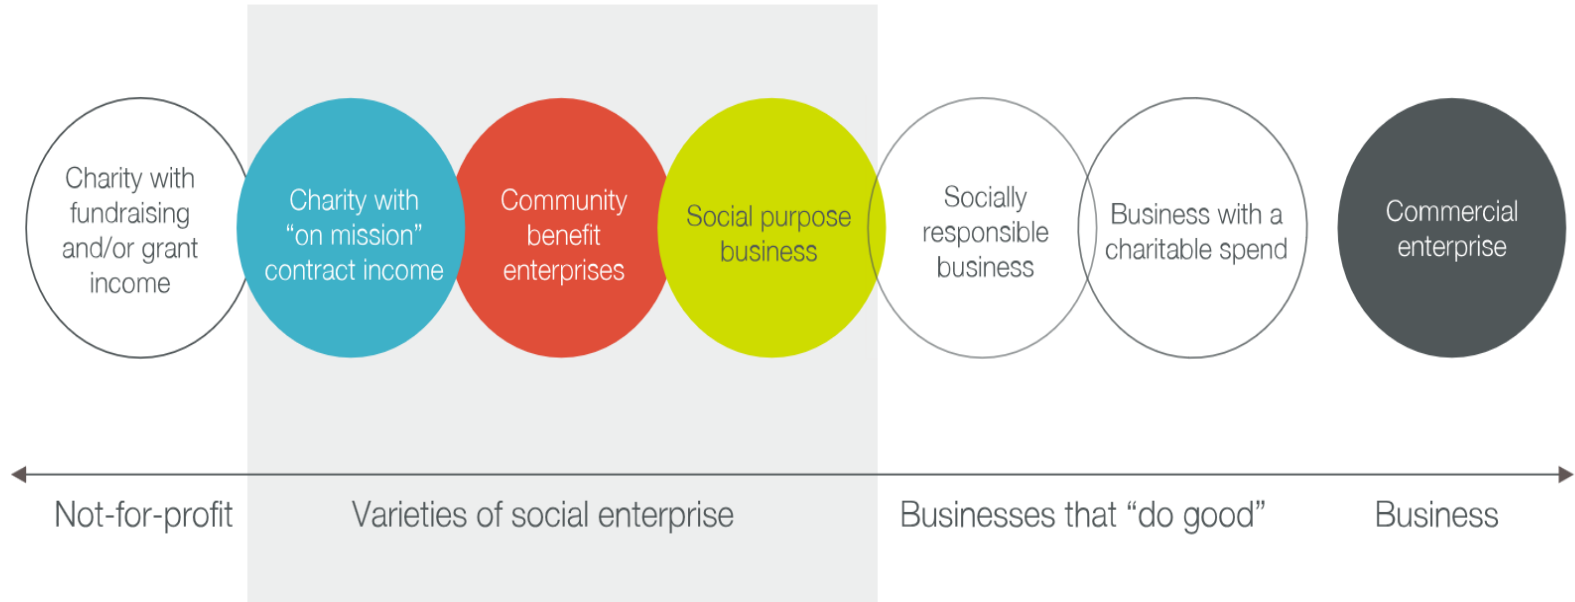 Charity with
fundraising
and/or grant
income
Charity with
“on mission”
contract income
Community
benefit
enterprises
Social purpose
business
Socially
responsible
business
Business with a
charitable spend
Commercial
enterprise
Not-for-profit
Varieties of social enterprise
Businesses that “do good”
Business